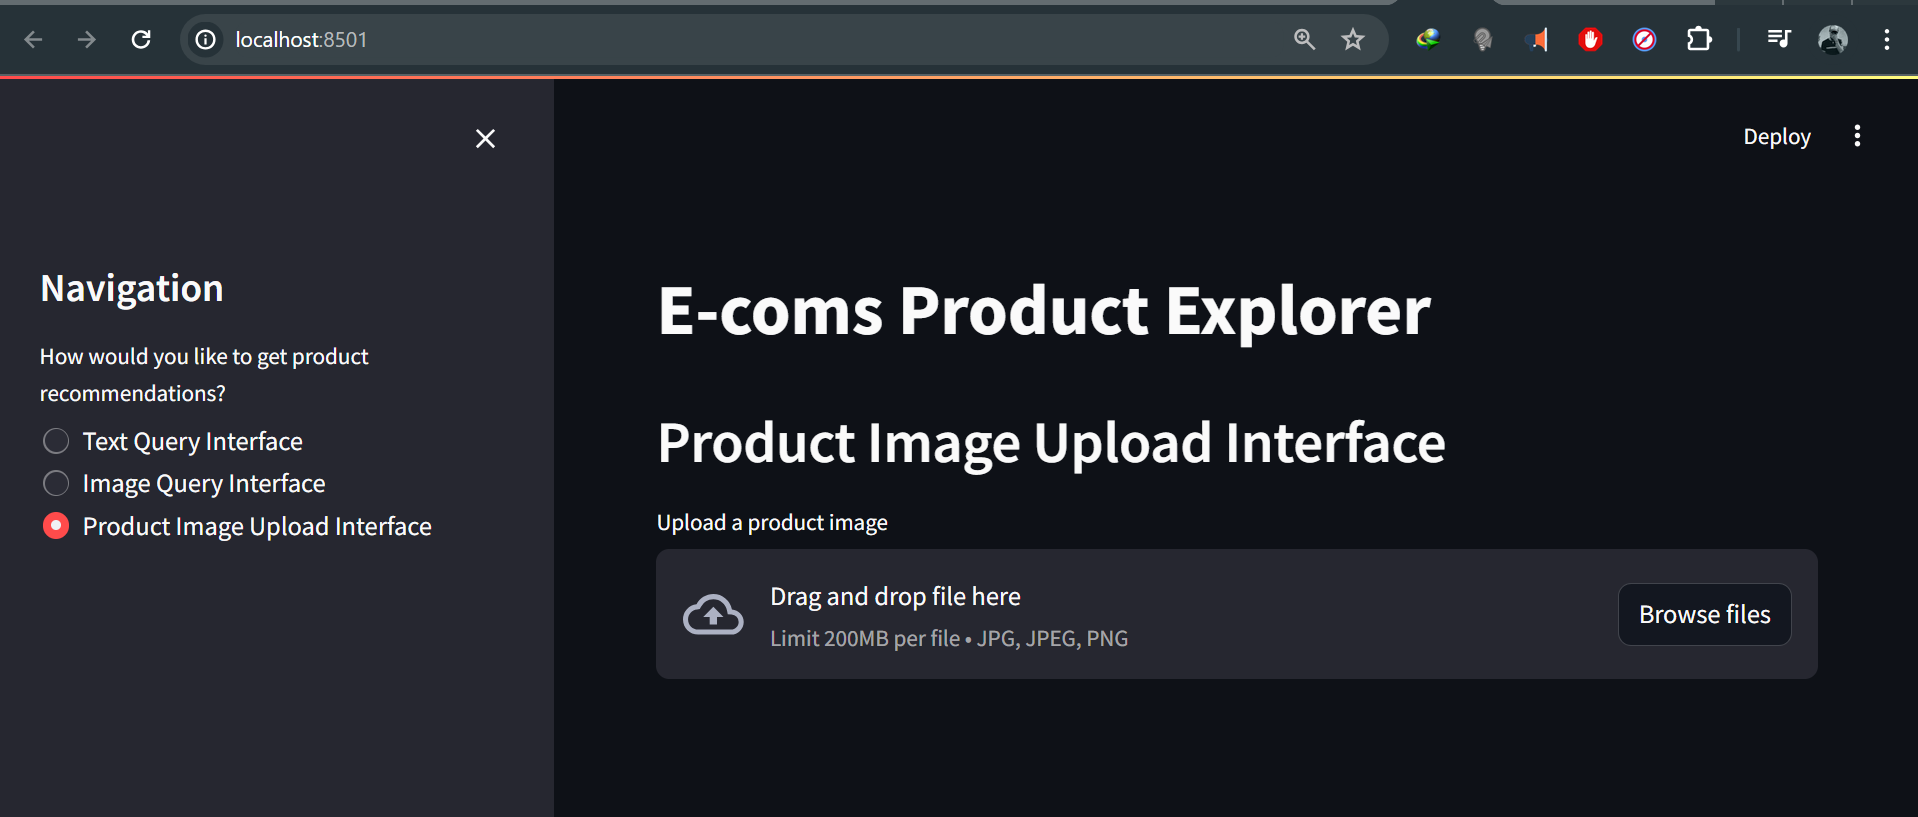 localhost:8501
Deploy
Navigation
How would you like to get product
recommendations?
Text Query Interface
Image Query Interface
Product Image Upload Interface
E-coms Product Explorer
Product Image Upload Interface
Upload a product image
Drag and drop file here
Limit 200MB per file • JPG, JPEG, PNG
Browse files